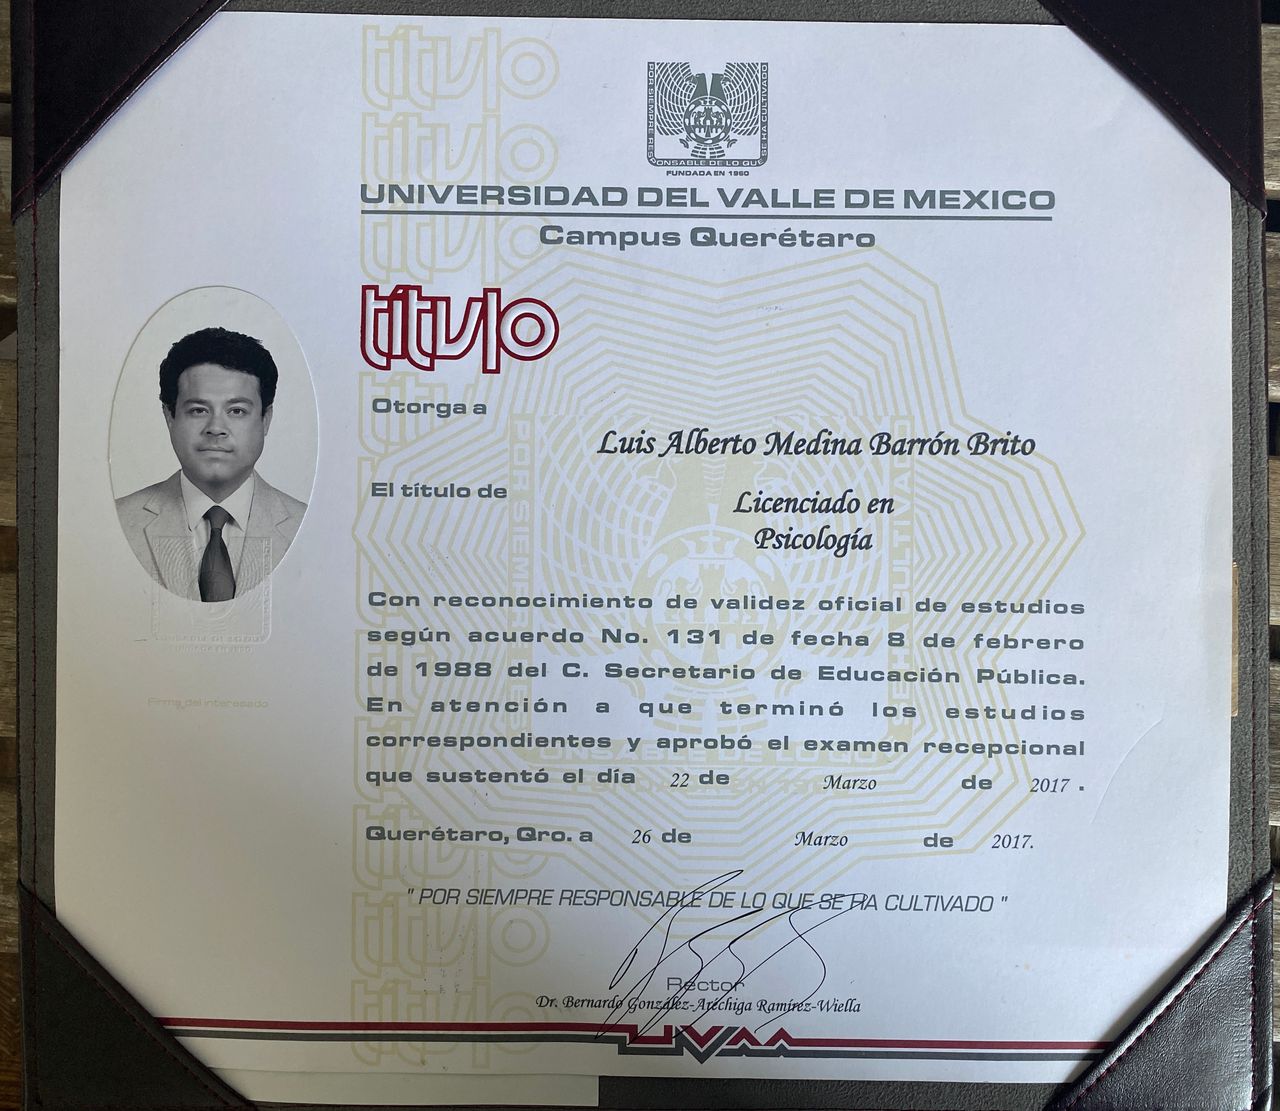 POR SIEMPRE RESPONSABLE DE LO QUE SE HA CULTIVADO
FUNDADA EN 1960
UNIVERSIDAD DEL VALLE DE MEXICO
Campus Querétaro
título
Otorga a
Luis Alberto Medina Barrón Brito
El título de
Licenciado en
Psicología
Con reconocimiento de validez oficial de estudios
según acuerdo No. 131 de fecha 8 de febrero
de 1988 del C. Secretario de Educación Pública.
En atención a que terminó los estudios
correspondientes y aprobó el examen recepcional
que sustentó el día 22 de Marzo de 2017 .
Querétaro, Qro. a 26 de Marzo de 2017.
" POR SIEMPRE RESPONSABLE DE LO QUE SE HA CULTIVADO "
Rector
Dr. Bernardo González-Aréchiga Ramírez-Wiella
UVM
Firma del interesado